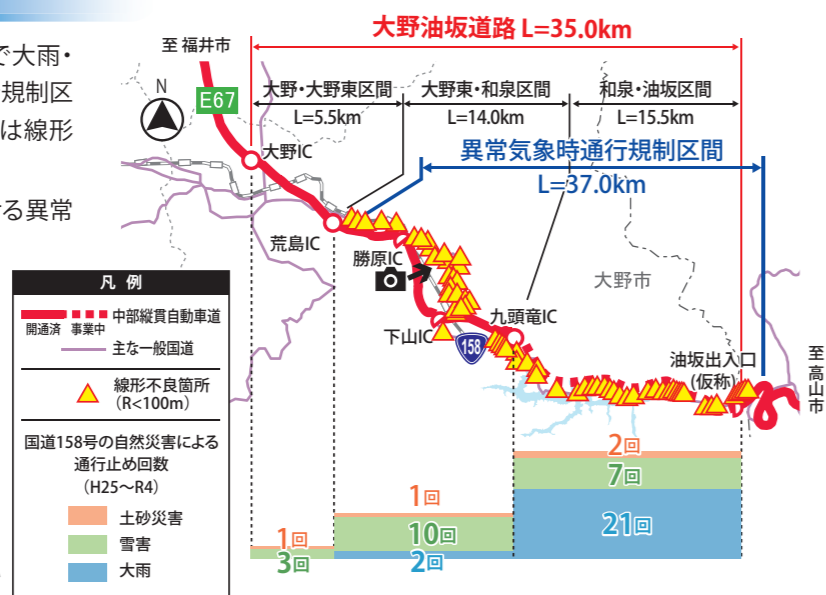 で大雨・
規制区
は線形
る異常
大野油坂道路 L=35.0km
至 福井市
N
E67
大野・大野東区間
L=5.5km
大野東・和泉区間
L=14.0km
和泉・油坂区間
L=15.5km
異常気象時通行規制区間
L=37.0km
大野IC
荒島IC
勝原IC
下山IC
158
九頭竜IC
大野市
油坂出入口
(仮称)
至高山市
凡 例
開通済 事業中 中部縦貫自動車道
主な一般国道
線形不良箇所
(R<100m)
国道158号の自然災害による
通行止め回数
(H25～R4)
土砂災害
雪害
大雨
1回
3回
1回
10回
2回
2回
7回
21回